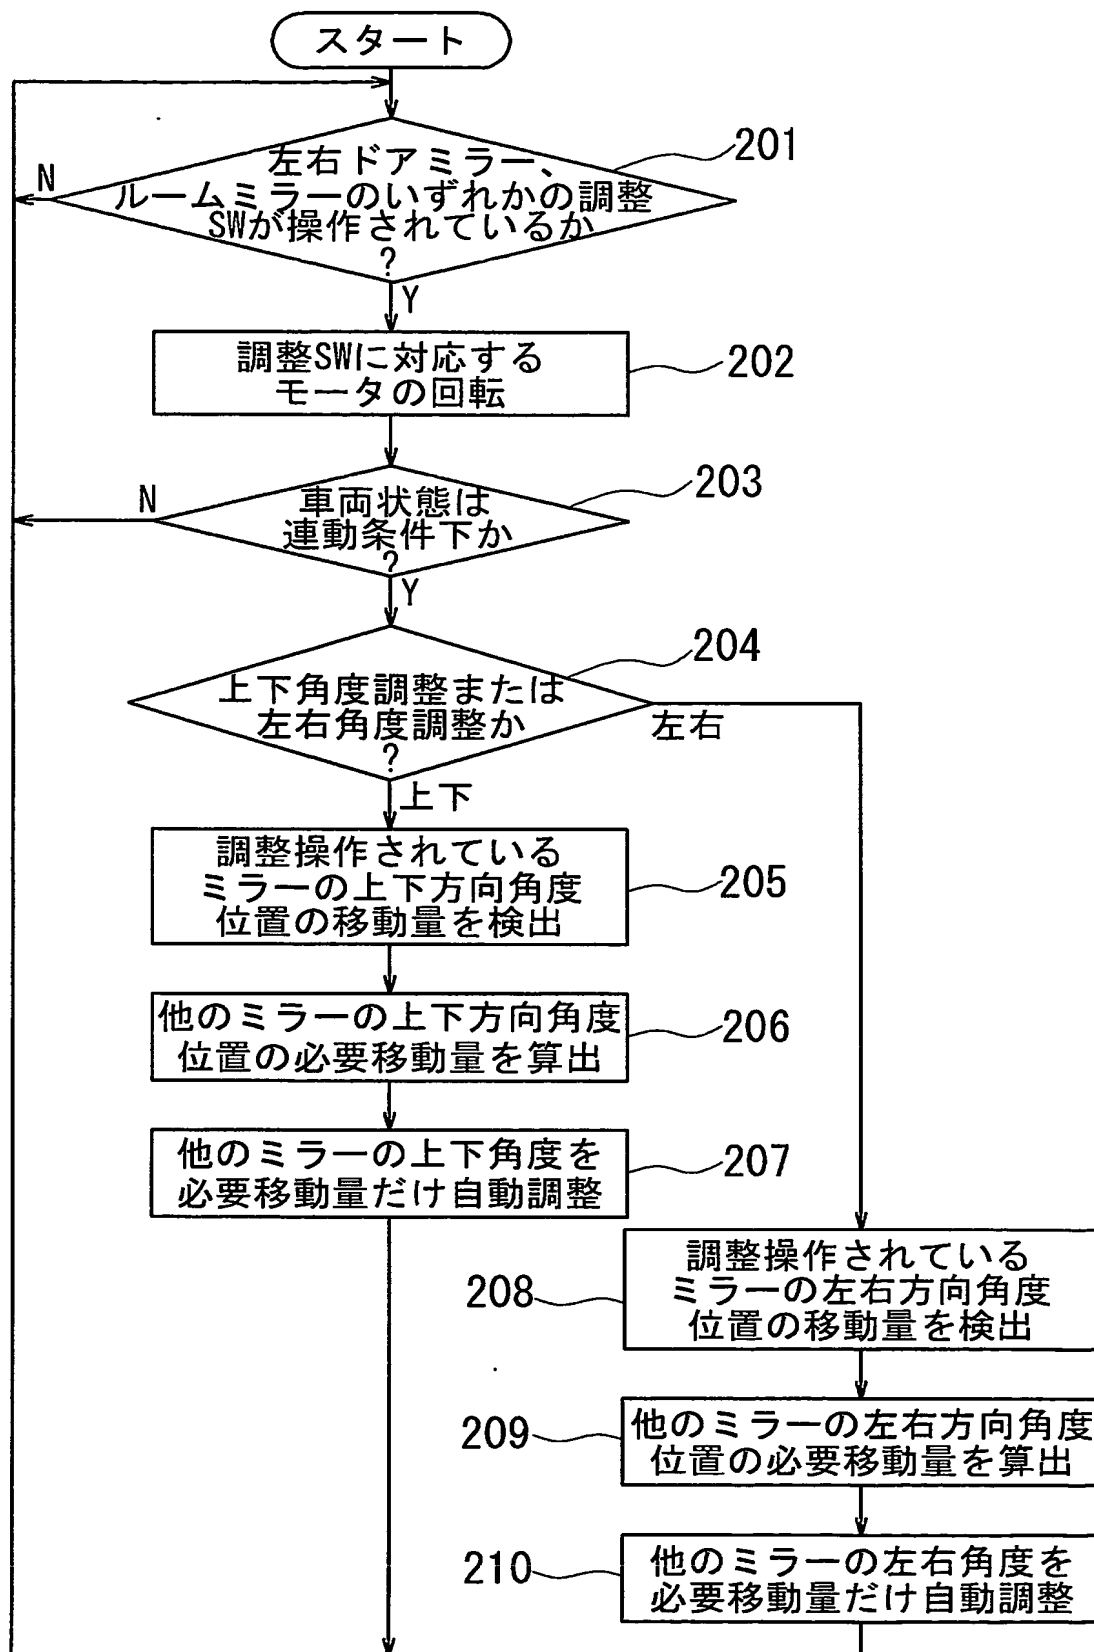 スタート
左右ドアミラー、
ルームミラーのいずれかの調整
SWが操作されているか
?
201
N
Y
調整SWに対応する
モータの回転
202
車両状態は
連動条件下か
?
203
N
Y
上下角度調整または
左右角度調整か
?
204
左右
上下
調整操作されている
ミラーの上下方向角度
位置の移動量を検出
205
他のミラーの上下方向角度
位置の必要移動量を算出
206
他のミラーの上下角度を
必要移動量だけ自動調整
207
調整操作されている
ミラーの左右方向角度
位置の移動量を検出
208
他のミラーの左右方向角度
位置の必要移動量を算出
209
他のミラーの左右角度を
必要移動量だけ自動調整
210